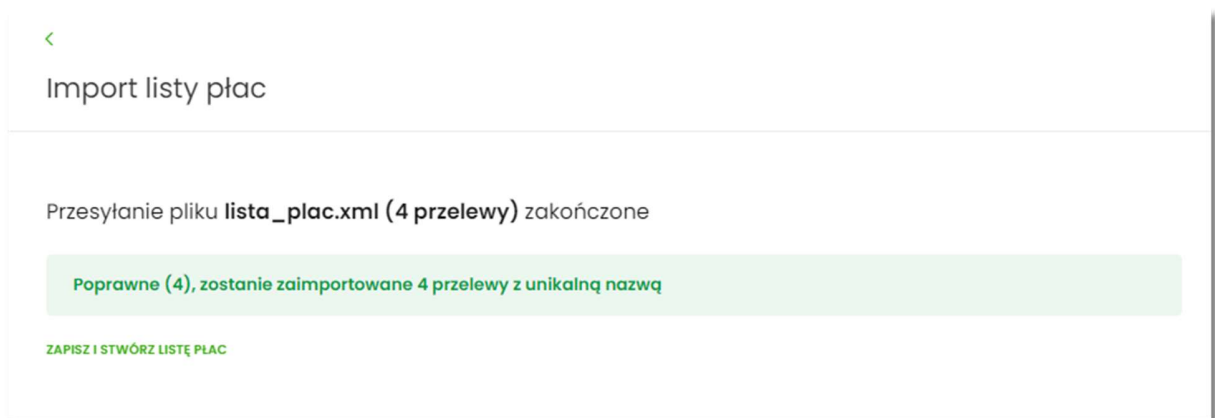 Import listy płac
Przesyłanie pliku lista_plac.xml (4 przelewy) zakończone
Poprawne (4), zostanie zaimportowane 4 przelewy z unikalną nazwą
ZAPISZ I STWÓRZ LISTĘ PŁAC